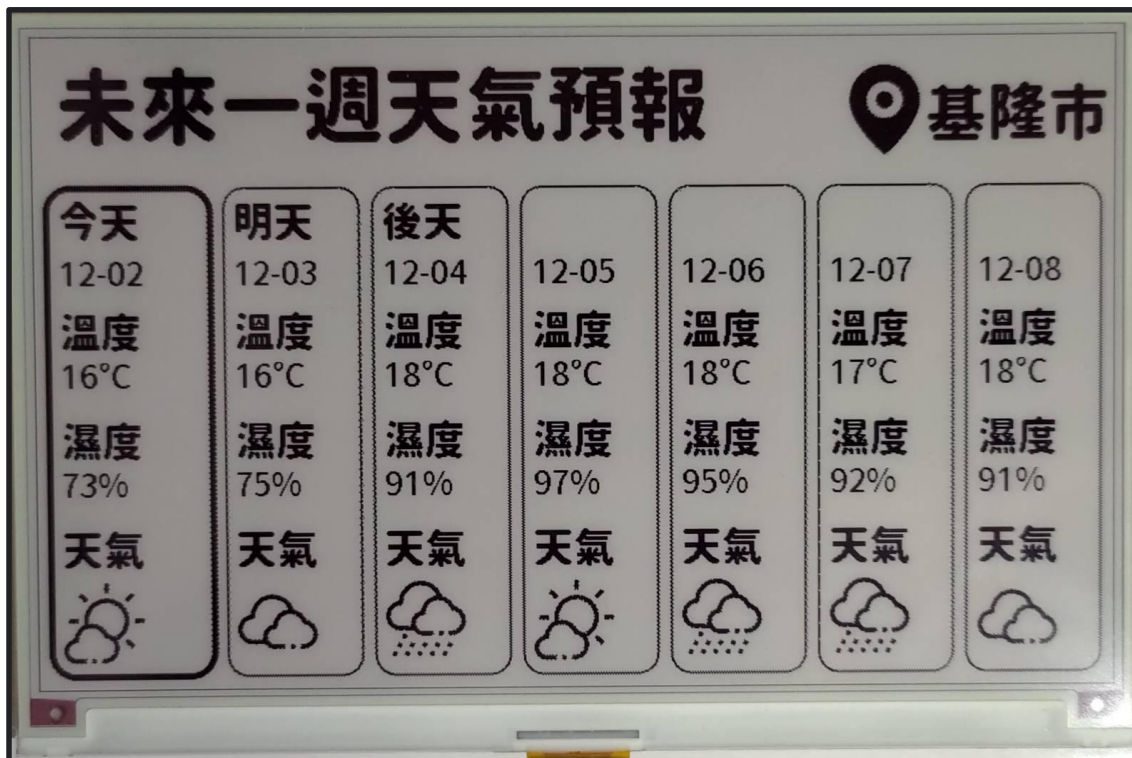 未來一週天氣預報
基隆市
今天
12-02
溫度
16°C
濕度
73%
天氣
明天
12-03
溫度
16°C
濕度
75%
天氣
後天
12-04
溫度
18°C
濕度
91%
天氣
12-05
溫度
18°C
濕度
97%
天氣
12-06
溫度
18°C
濕度
95%
天氣
12-07
溫度
17°C
濕度
92%
天氣
12-08
溫度
18°C
濕度
91%
天氣